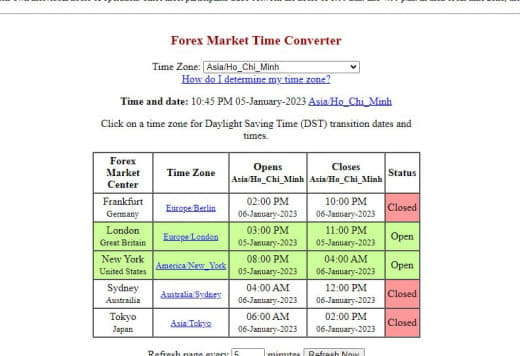 Forex Market Time Converter
Time Zone: Asia/Ho_Chi_Minh
How do I determine my time zone?
Time and date: 10:45 PM 05-January-2023 Asia/Ho_Chi_Minh
Click on a time zone for Daylight Saving Time (DST) transition dates and
times.
Forex Market Center Time Zone Opens Asia/Ho_Chi_Minh Closes Asia/Ho_Chi_Minh Status
Frankfurt Germany Europe/Berlin 02:00 PM 06-January-2023 10:00 PM 06-January-2023 Closed
London Great Britain Europe/London 03:00 PM 05-January-2023 11:00 PM 05-January-2023 Open
New York United States America/New_York 08:00 PM 05-January-2023 04:00 AM 06-January-2023 Open
Sydney Austrailia Australia/Sydney 04:00 AM 06-January-2023 12:00 PM 06-January-2023 Closed
Tokyo Japan Asia/Tokyo 06:00 AM 06-January-2023 02:00 PM 06-January-2023 Closed
Refresh page every 5 minutes Refresh Now